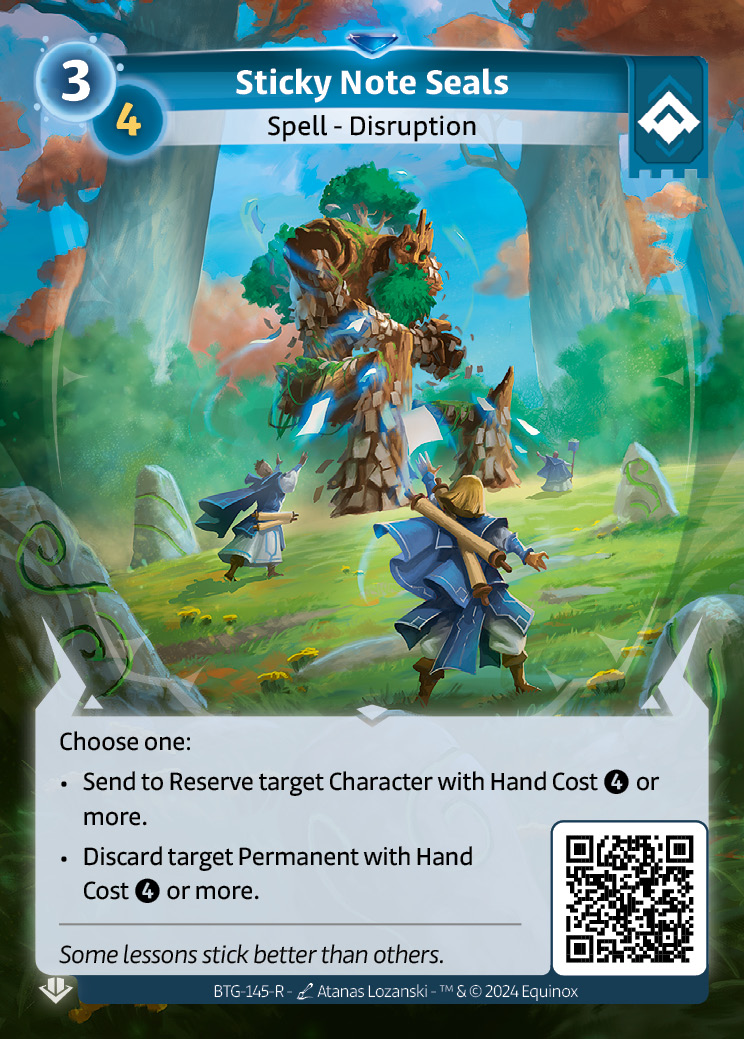 3
Sticky Note Seals
4
Spell - Disruption
Choose one:
• Send to Reserve target Character with Hand Cost 4 or
more.
• Discard target Permanent with Hand
Cost 4 or more.
Some lessons stick better than others.
BTG-145-R - Atanas Lozanski - ™ & © 2024 Equinox